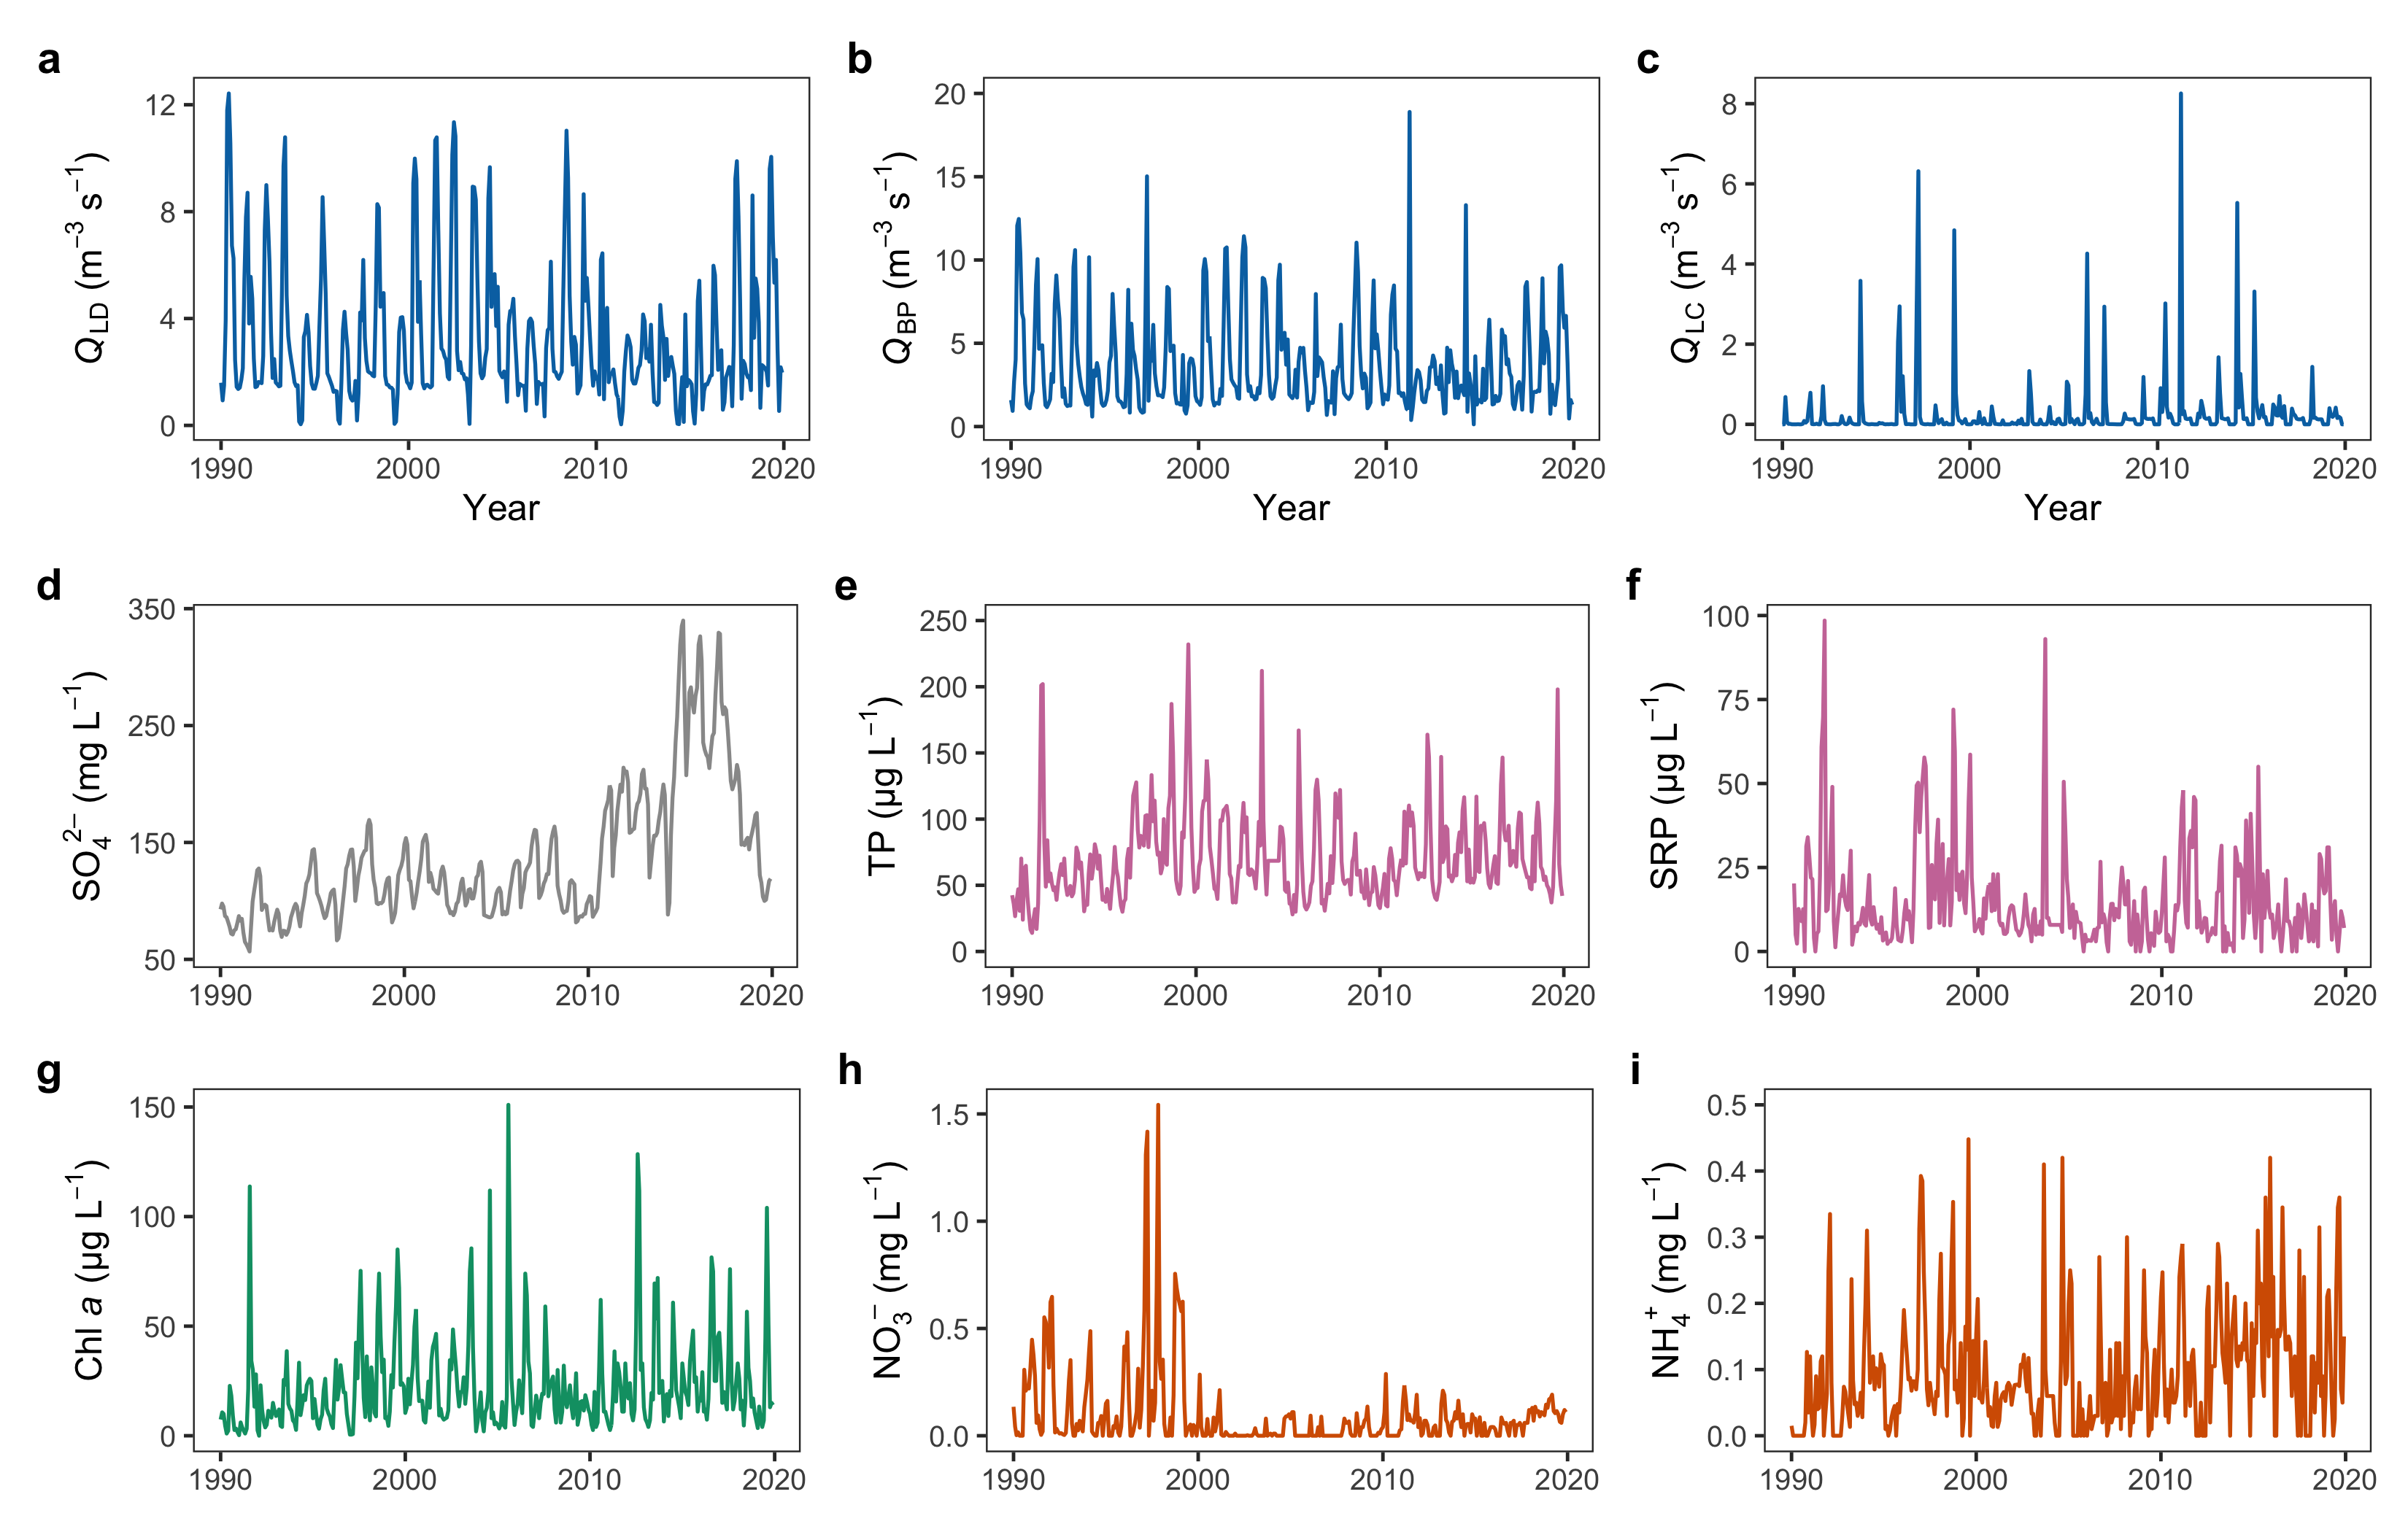 a
b
c
12
8
4
0
Q_LD (m⁻³ s⁻¹)
1990 2000 2010 2020
Year
20
15
10
5
0
Q_BP (m⁻³ s⁻¹)
1990 2000 2010 2020
Year
8
6
4
2
0
Q_LC (m⁻³ s⁻¹)
1990 2000 2010 2020
Year
d
e
f
350
250
150
50
SO₄²⁻ (mg L⁻¹)
1990 2000 2010 2020
250
200
150
100
50
0
TP (µg L⁻¹)
1990 2000 2010 2020
100
75
50
25
0
SRP (µg L⁻¹)
1990 2000 2010 2020
g
h
i
150
100
50
0
Chl a (µg L⁻¹)
1990 2000 2010 2020
1.5
1.0
0.5
0.0
NO₃⁻ (mg L⁻¹)
1990 2000 2010 2020
0.5
0.4
0.3
0.2
0.1
0.0
NH₄⁺ (mg L⁻¹)
1990 2000 2010 2020